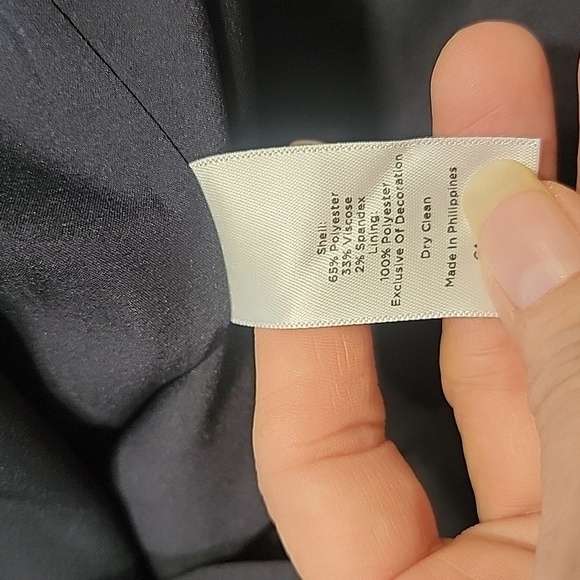 Shell:
65% Polyester
33% Viscose
2% Spandex
Lining:
100% Polyester
Exclusive Of Decoration
Dry Clean
Made In Philippines